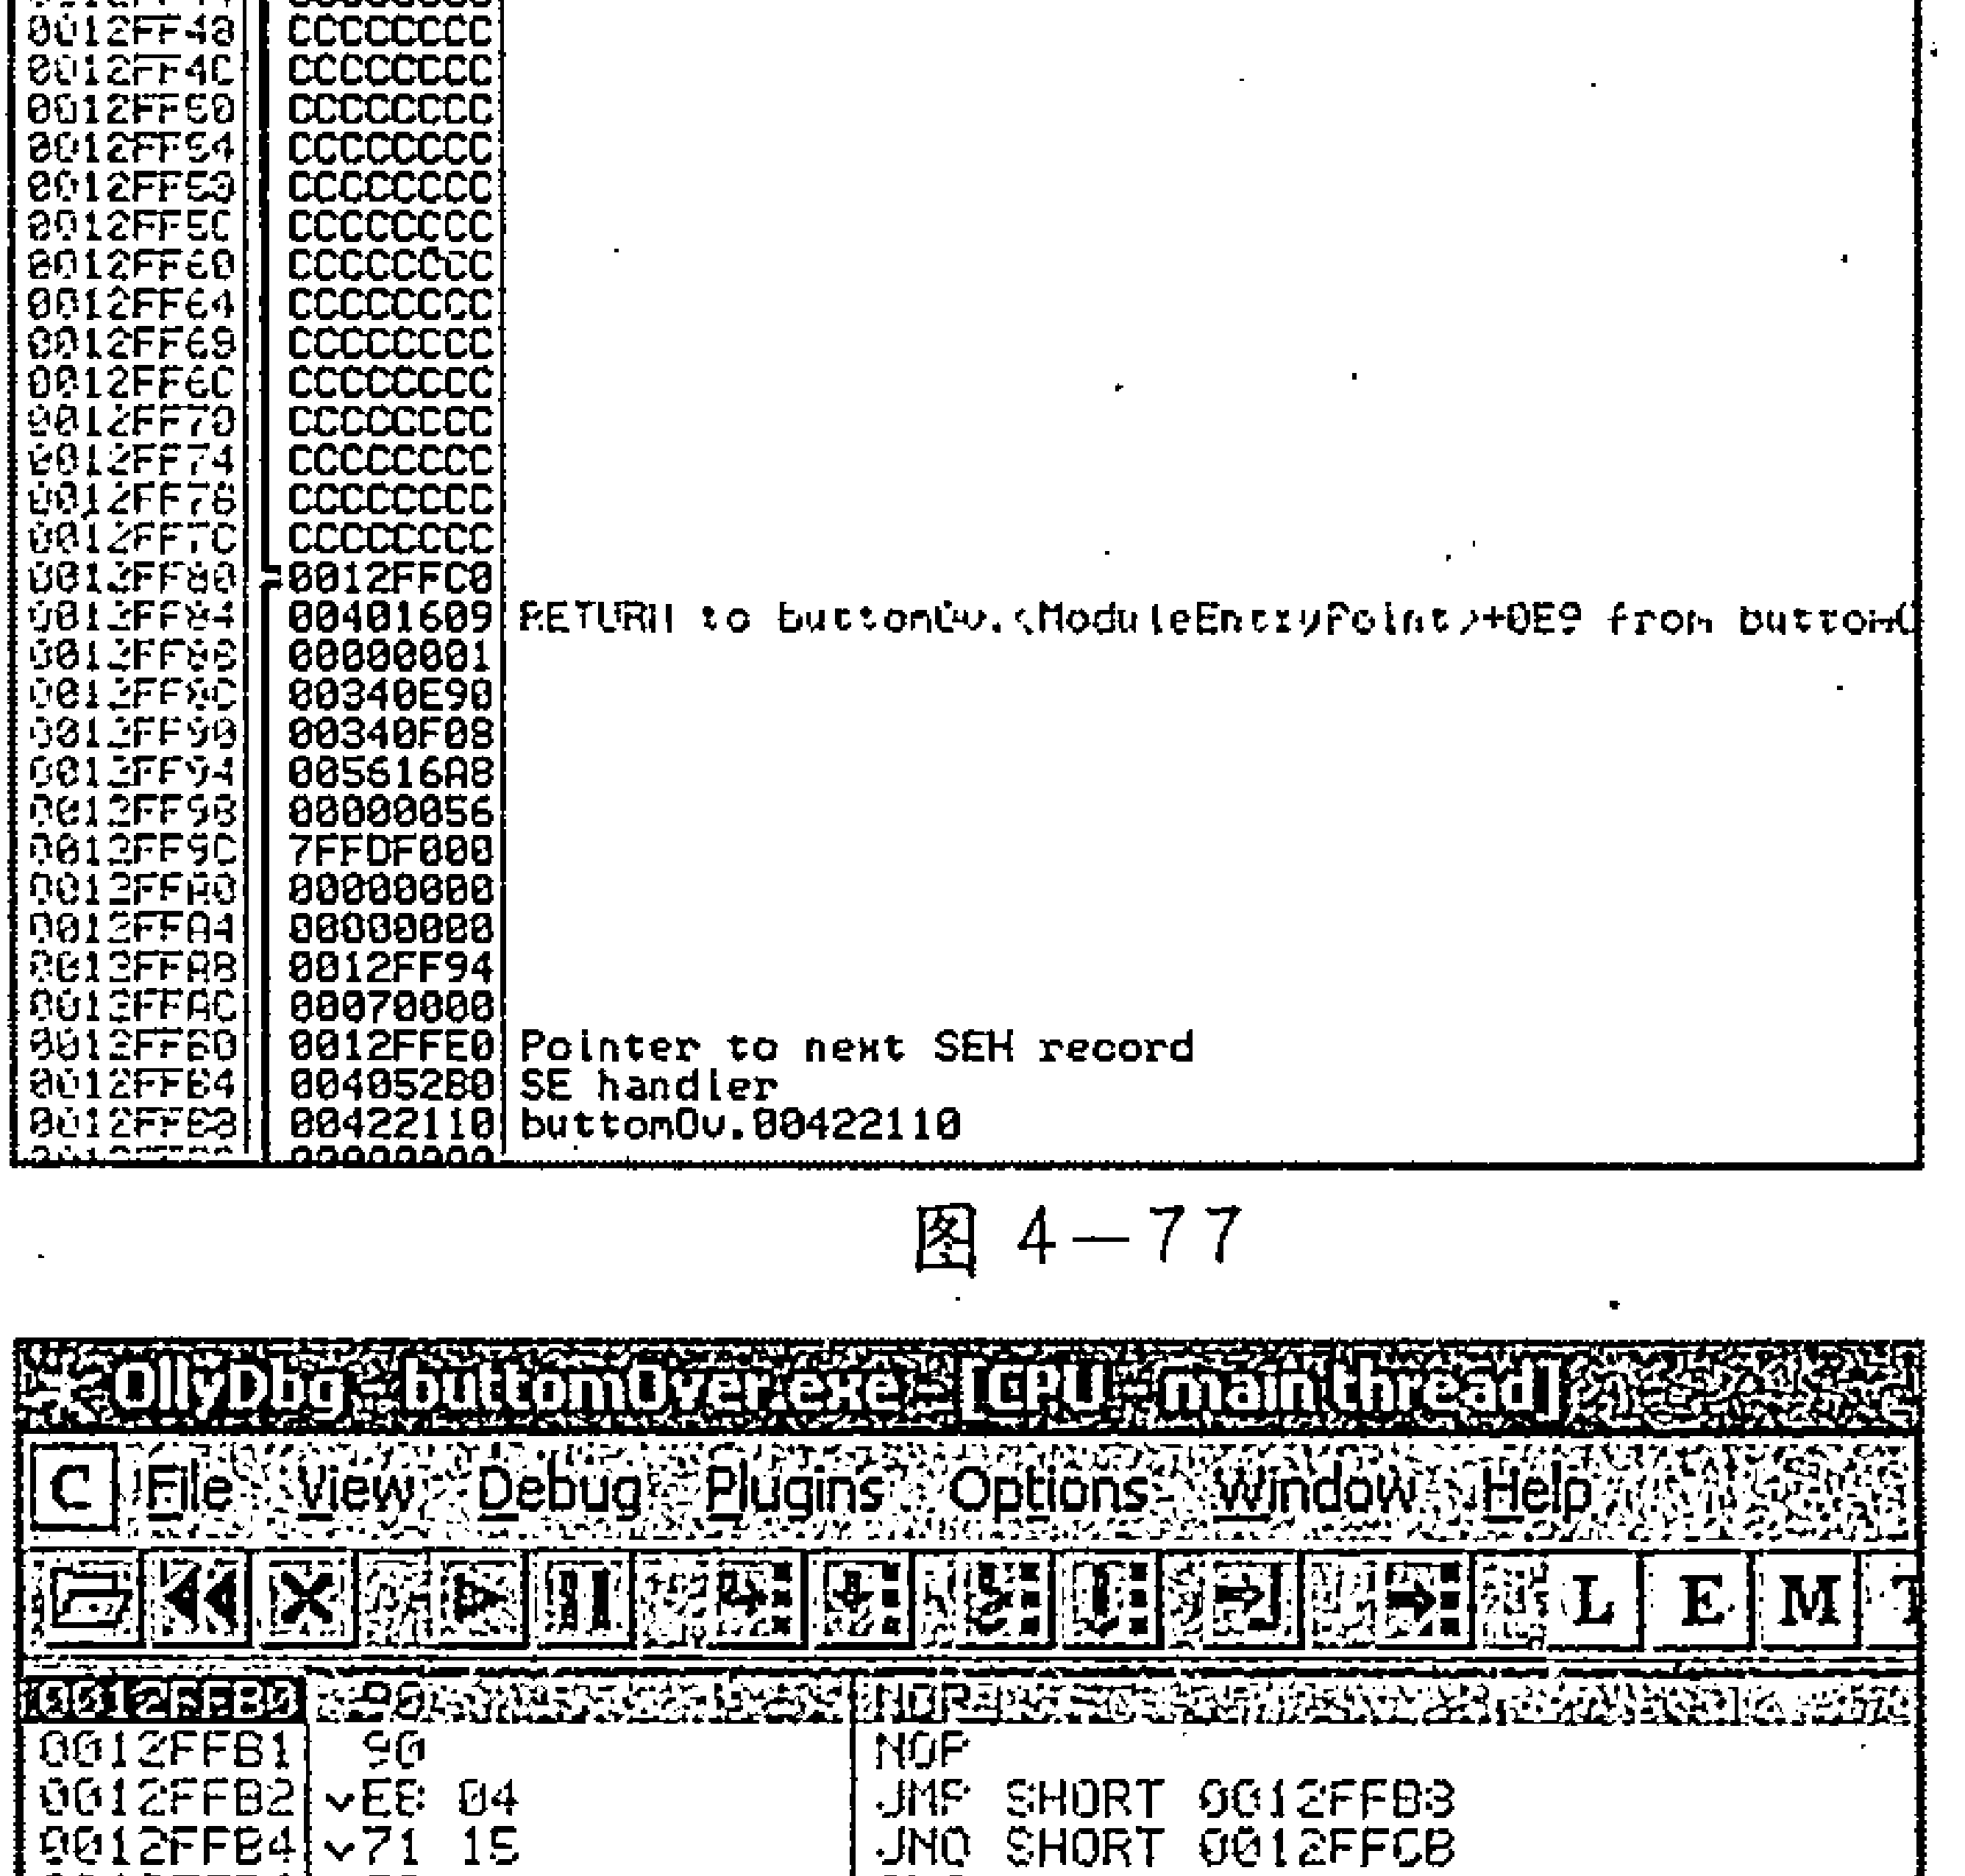 0012FF48 CCCCCCCC
0012FF4C CCCCCCCC
0012FF50 CCCCCCCC
0012FF54 CCCCCCCC
0012FF58 CCCCCCCC
0012FF5C CCCCCCCC
0012FF60 CCCCCCCC
0012FF64 CCCCCCCC
0012FF68 CCCCCCCC
0012FF6C CCCCCCCC
0012FF70 CCCCCCCC
0012FF74 CCCCCCCC
0012FF78 CCCCCCCC
0012FF7C CCCCCCCC
0012FF80 0012FFC0
0012FF84 00401609 RETURN to buttomOv.<ModuleEntryPoint>+0E9 from buttomO
0012FF88 00000001
0012FF8C 00340E90
0012FF90 00340F08
0012FF94 005616A8
0012FF98 00000056
0012FF9C 7FFDF000
0012FFA0 00000000
0012FFA4 00000000
0012FFA8 0012FF94
0012FFAC 00070000
0012FFB0 0012FFE0 Pointer to next SEH record
0012FFB4 004052B0 SE handler
0012FFB8 00422110 buttomOv.00422110
00000000
图 4－77
OllyDbg - buttomOver.exe - [CPU - main thread]
C File View Debug Plugins Options Window Help
L E M T
0012FFB0 90 NOP
0012FFB1 90 NOP
0012FFB2 EB 04 JMP SHORT 0012FFB8
0012FFB4 71 15 JNO SHORT 0012FFCB